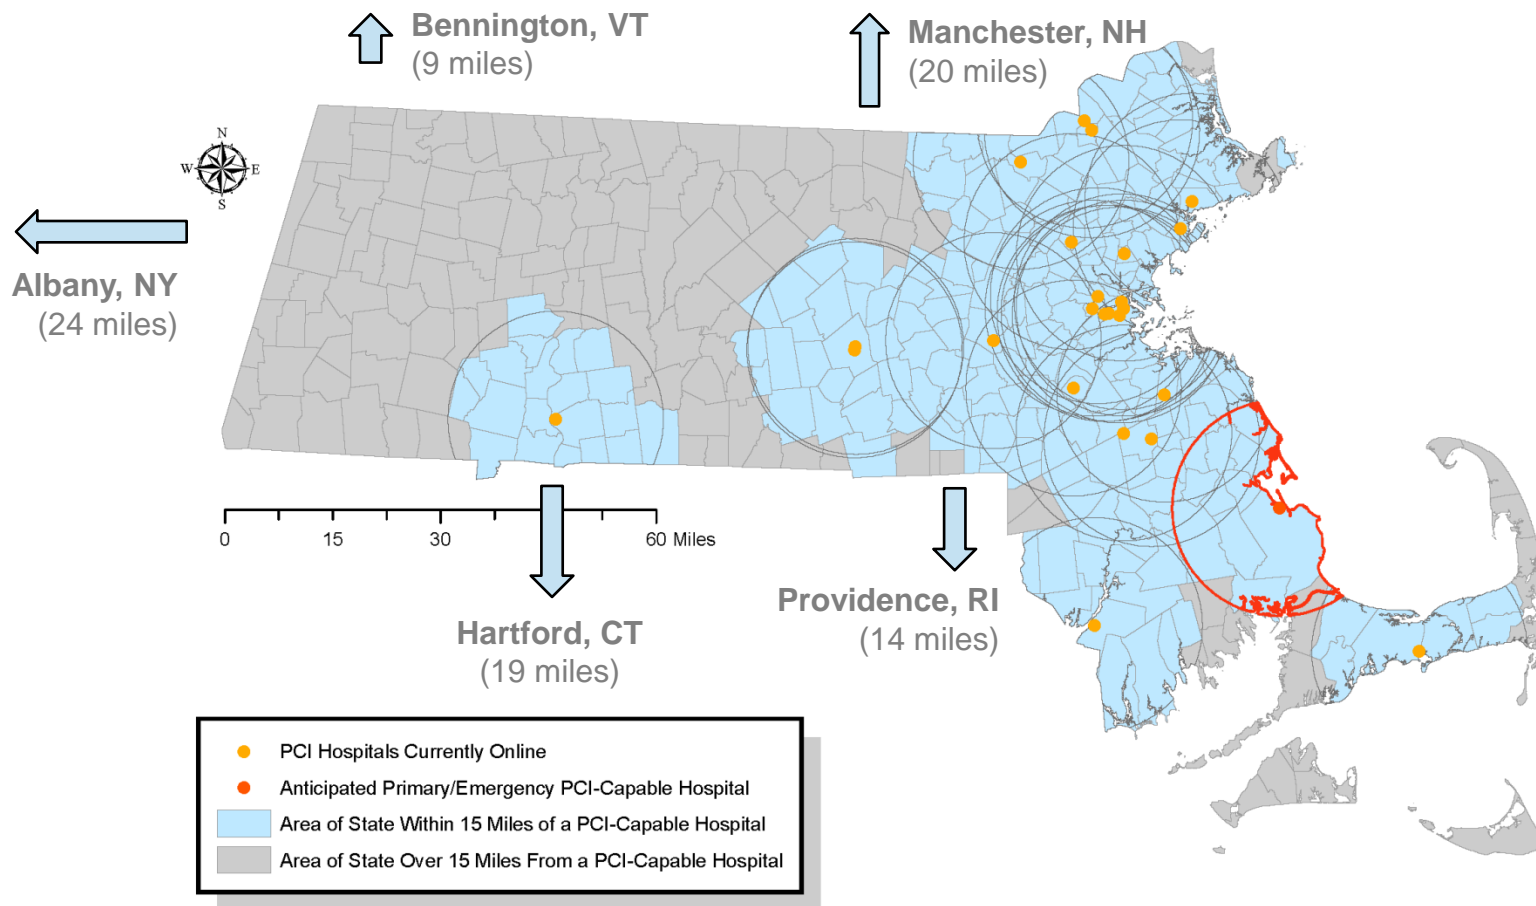 Bennington, VT
(9 miles)
Manchester, NH
(20 miles)
N
W
E
S
Albany, NY
(24 miles)
0
15
30
60 Miles
Providence, RI
(14 miles)
Hartford, CT
(19 miles)
PCI Hospitals Currently Online
Anticipated Primary/Emergency PCI-Capable Hospital
Area of State Within 15 Miles of a PCI-Capable Hospital
Area of State Over 15 Miles From a PCI-Capable Hospital